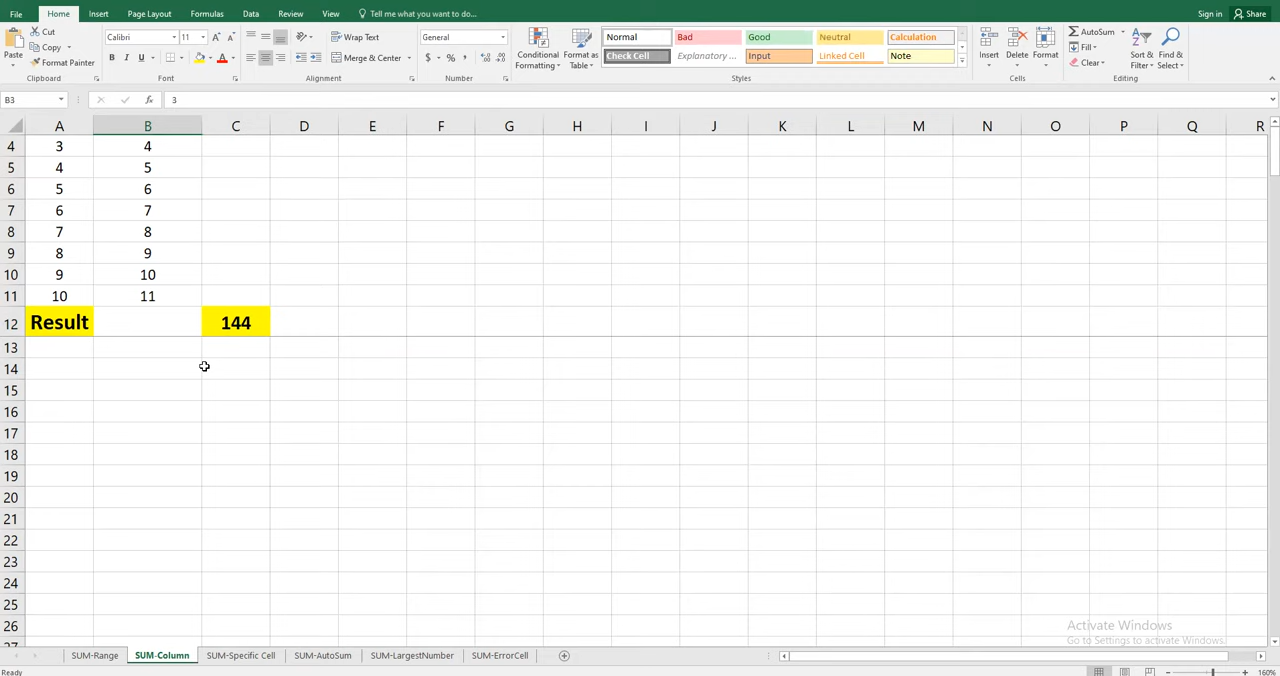 File Home Insert Page Layout Formulas Data Review View Tell me what you want to do... Sign in Share
Cut Calibri 11 A A Wrap Text General Normal Bad Good Neutral Calculation AutoSum
Paste Copy Conditional Formatting Format as Table Insert Delete Format Fill Sort & Filter Find & Select
Format Painter B I U A Merge & Center $ % , Check Cell Explanatory ... Input Linked Cell Note Clear
Clipboard Font Alignment Number Styles Cells Editing
B3 fx 3
A B C D E F G H I J K L M N O P Q R
4 3 4
5 4 5
6 5 6
7 6 7
8 7 8
9 8 9
10 9 10
11 10 11
12 Result 144
13
14
15
16
17
18
19
20
21
22
23
24
25
26
Activate Windows
Go to Settings to activate Windows.
SUM-Range SUM-Column SUM-Specific Cell SUM-AutoSum SUM-LargestNumber SUM-ErrorCell
Ready 160%